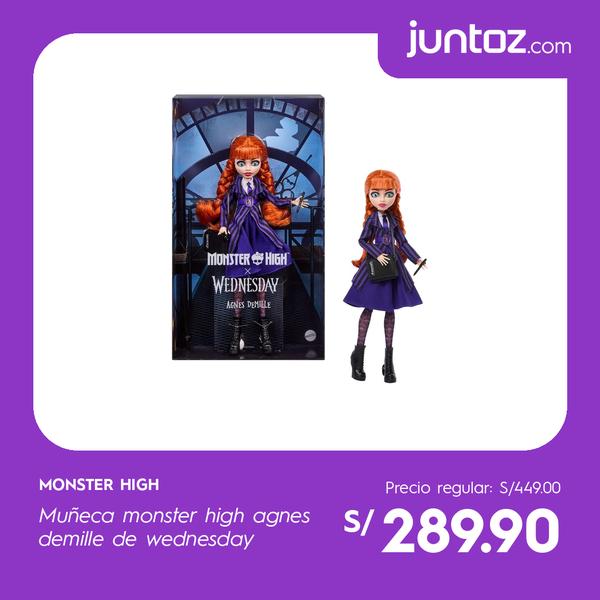 juntoz.com
MONSTER HIGH
×
WEDNESDAY
AGNES DEMILLE
MONSTER HIGH
Muñeca monster high agnes
demille de wednesday
Precio regular: S/449.00
S/289.90